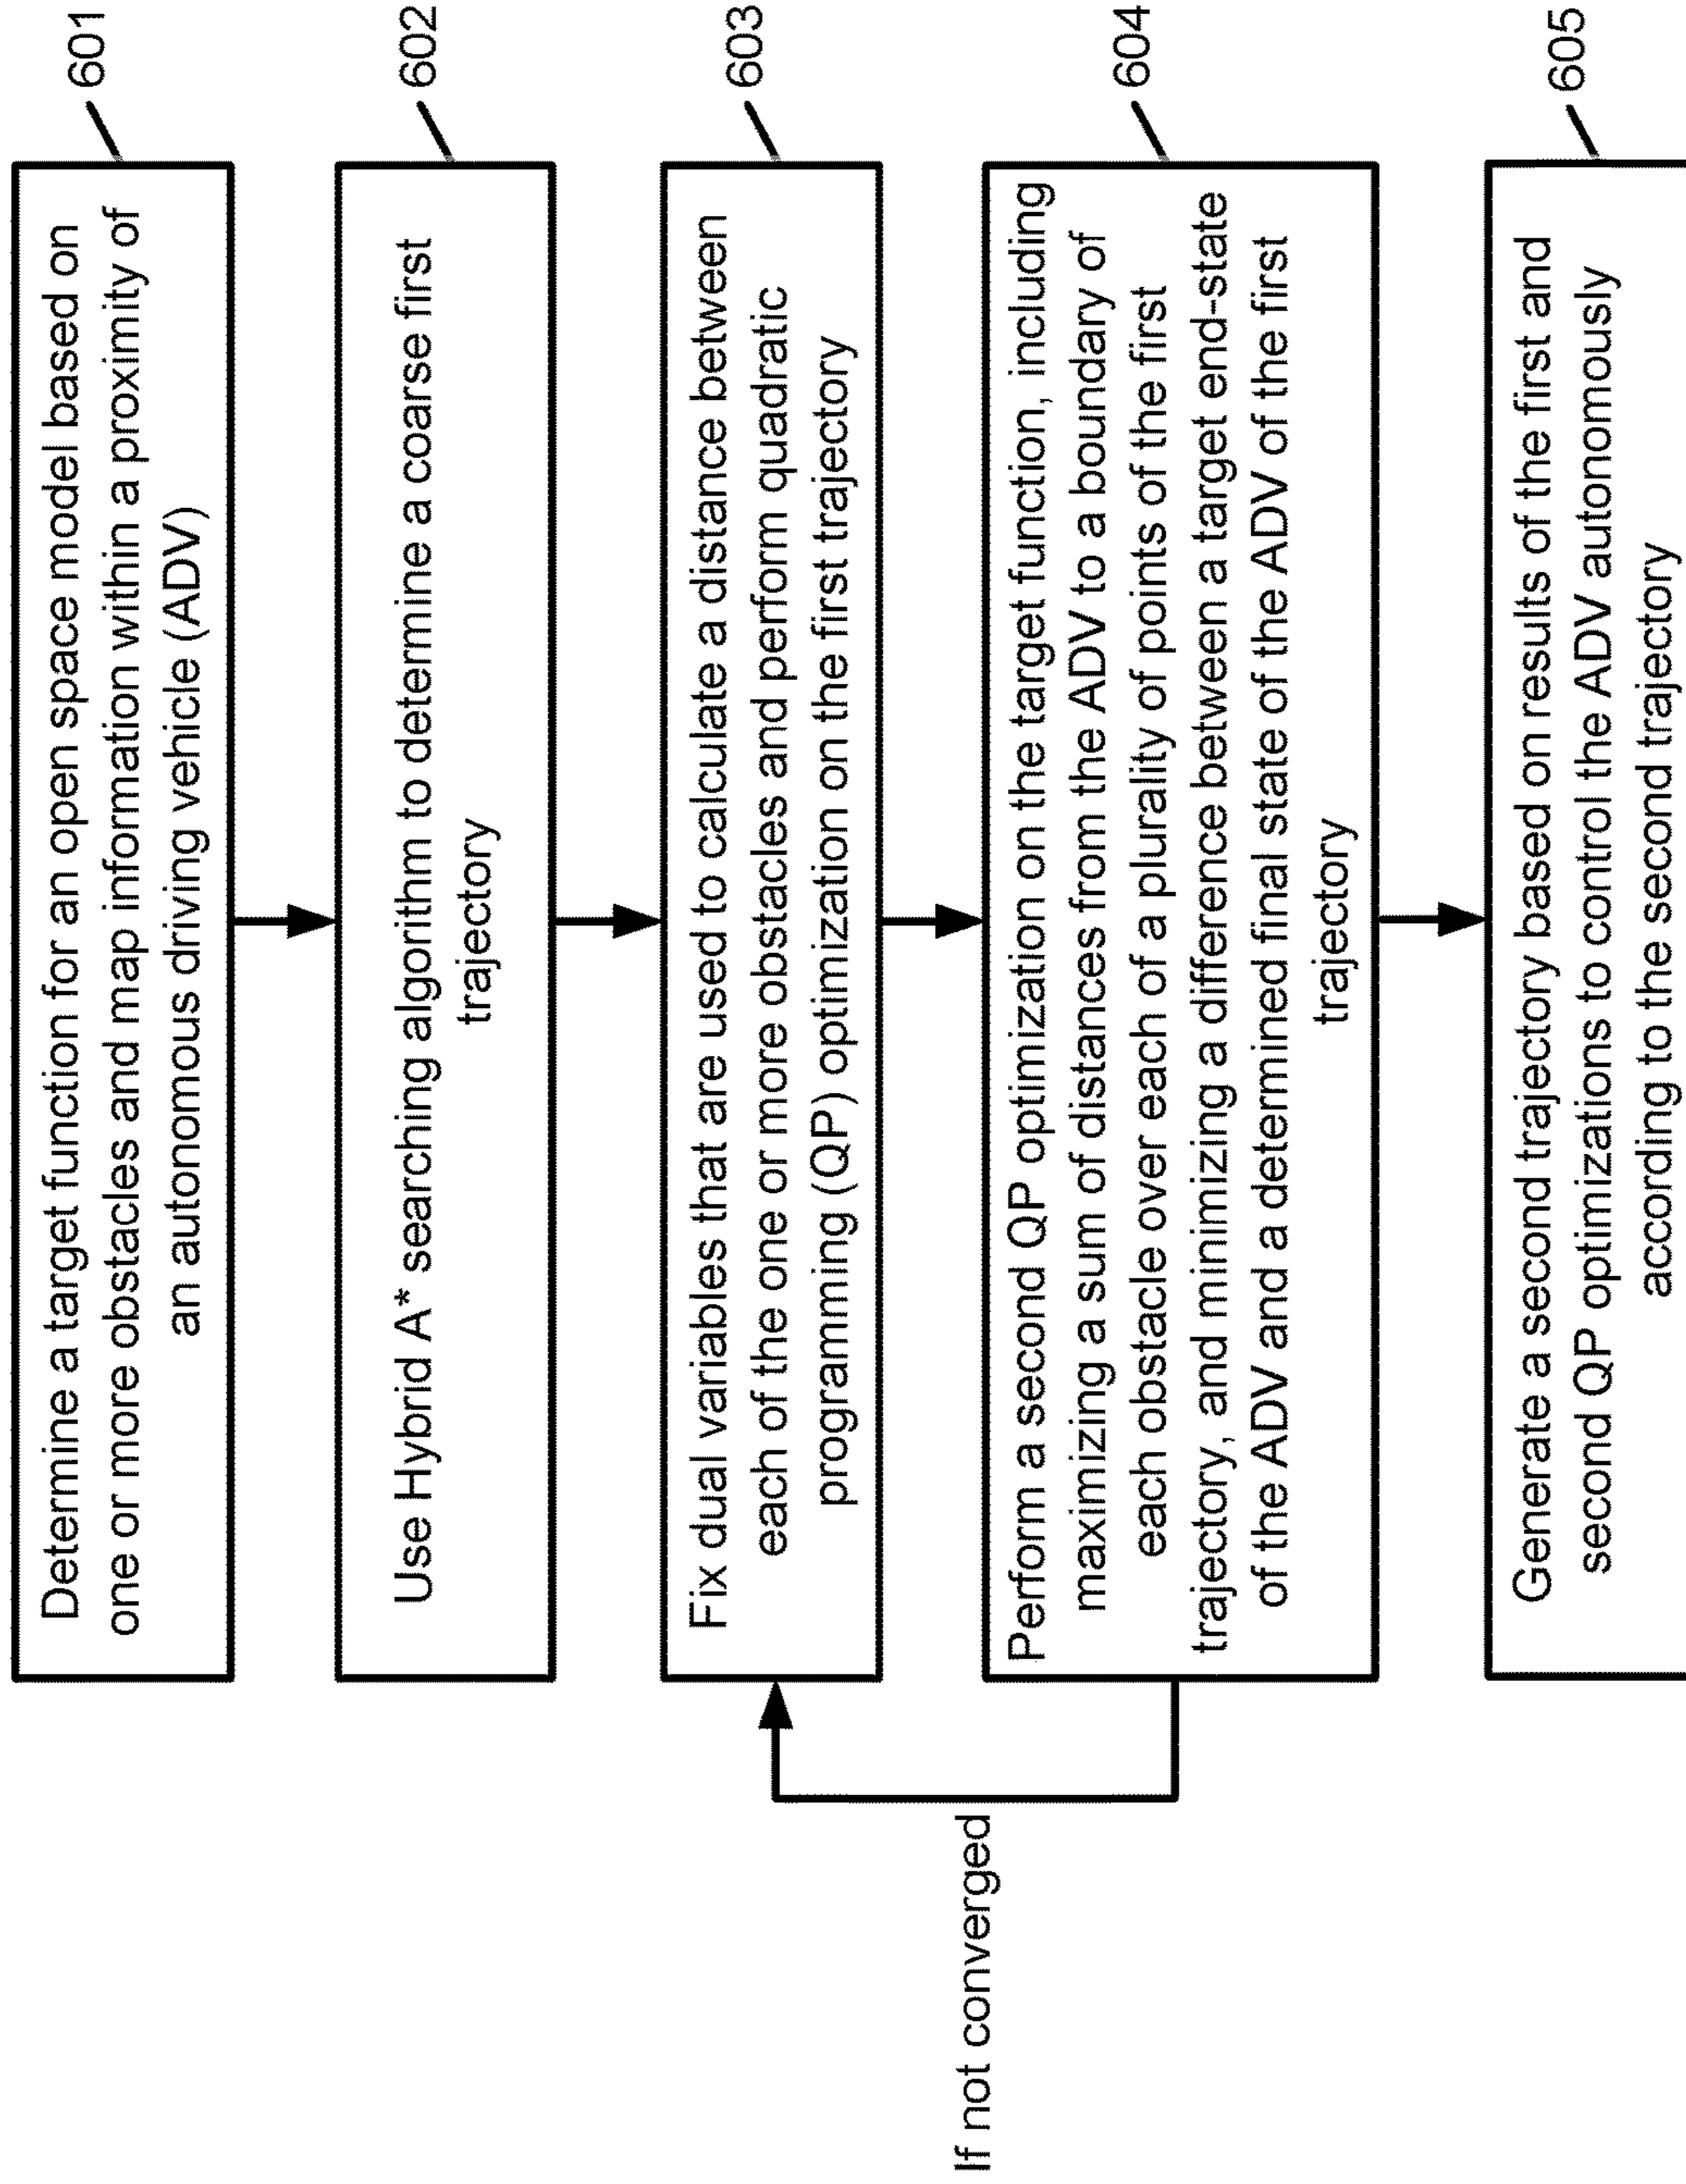 Determine a target function for an open space model based on
one or more obstacles and map information within a proximity of
an autonomous driving vehicle (ADV)
601
Use Hybrid A* searching algorithm to determine a coarse first
trajectory
602
Fix dual variables that are used to calculate a distance between
each of the one or more obstacles and perform quadratic
programming (QP) optimization on the first trajectory
603
If not converged
Perform a second QP optimization on the target function, including
maximizing a sum of distances from the ADV to a boundary of
each obstacle over each of a plurality of points of the first
trajectory, and minimizing a difference between a target end-state
of the ADV and a determined final state of the ADV of the first
trajectory
604
Generate a second trajectory based on results of the first and
second QP optimizations to control the ADV autonomously
according to the second trajectory
605